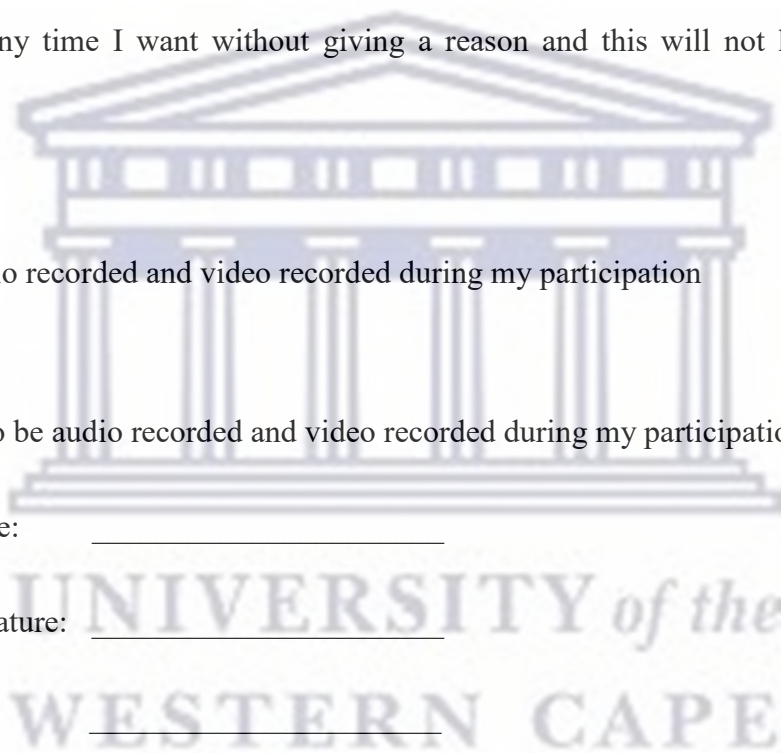 ny time I want without giving a reason and this will not
o recorded and video recorded during my participation
o be audio recorded and video recorded during my participatio
e:
ature:
UNIVERSITY of the
WESTERN CAPE